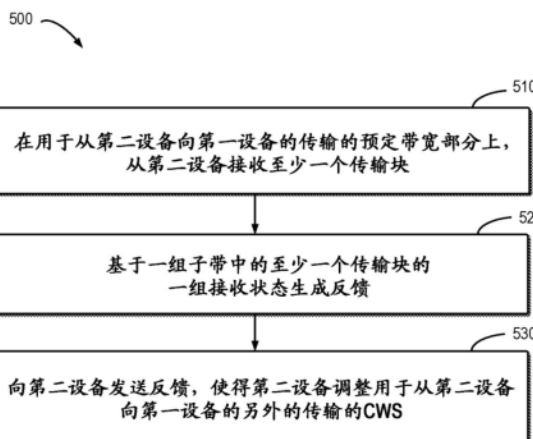 500
510
在用于从第二设备向第一设备的传输的预定带宽部分上，
从第二设备接收至少一个传输块
52
基于一组子带中的至少一个传输块的
一组接收状态生成反馈
530
向第二设备发送反馈，使得第二设备调整用于从第二设备
向第一设备的另外的传输的CWS